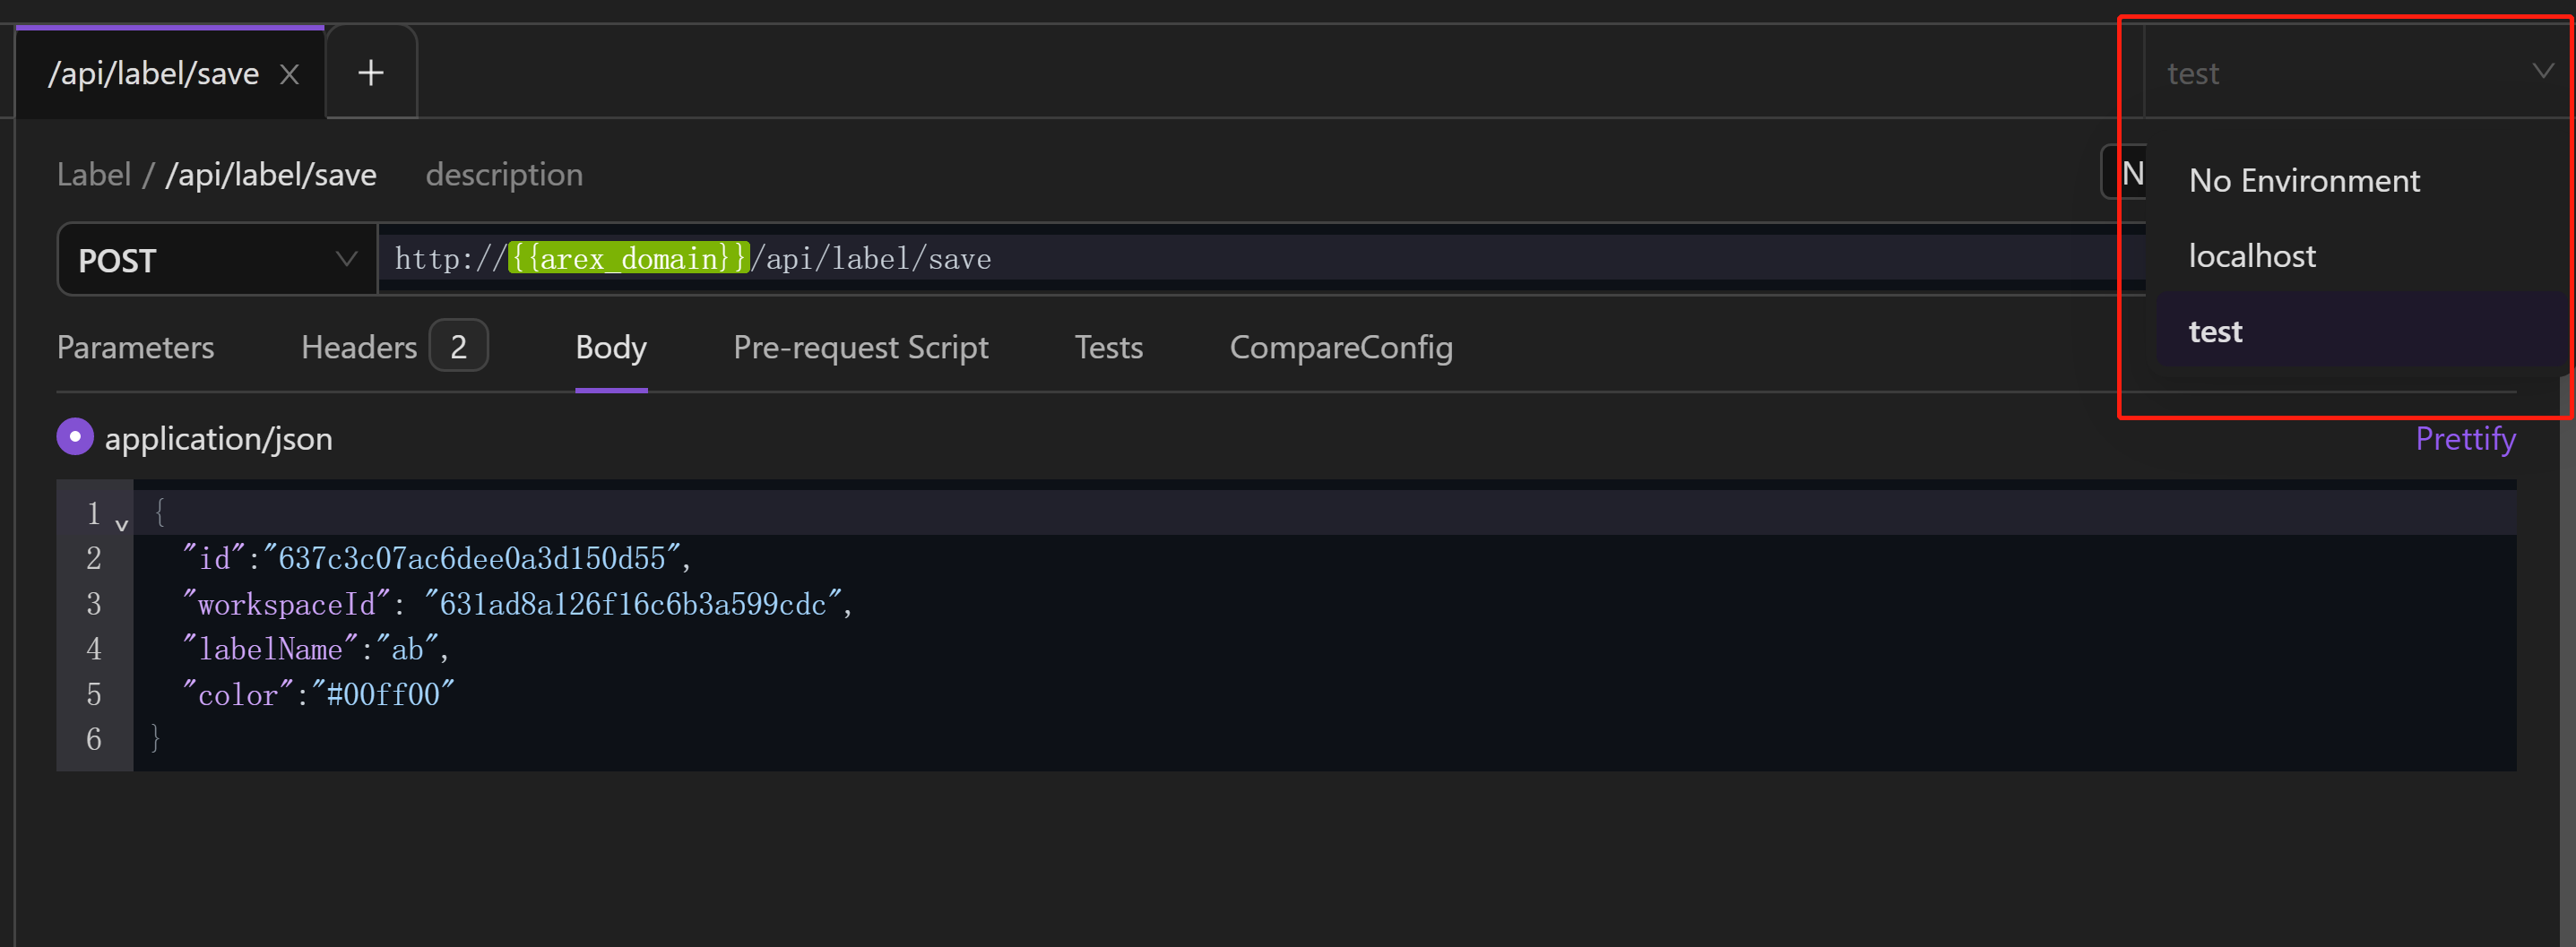 /api/label/save
test
Label / /api/label/save description
N
No Environment
POST
http://{{arex_domain}}/api/label/save
localhost
test
Parameters Headers 2 Body Pre-request Script Tests CompareConfig
application/json
Prettify
1 {
2 "id":"637c3c07ac6dee0a3d150d55",
3 "workspaceId": "631ad8a126f16c6b3a599cdc",
4 "labelName":"ab",
5 "color":"#00ff00"
6 }